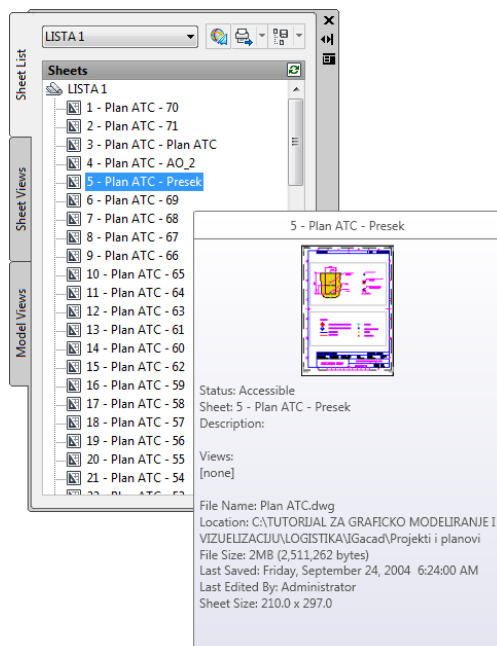 LISTA 1
Sheets
LISTA 1
1 - Plan ATC - 70
2 - Plan ATC - 71
3 - Plan ATC - Plan ATC
4 - Plan ATC - AO_2
5 - Plan ATC - Presek
6 - Plan ATC - 69
7 - Plan ATC - 68
8 - Plan ATC - 67
9 - Plan ATC - 66
10 - Plan ATC - 65
11 - Plan ATC - 64
12 - Plan ATC - 63
13 - Plan ATC - 61
14 - Plan ATC - 60
15 - Plan ATC - 62
16 - Plan ATC - 59
17 - Plan ATC - 58
18 - Plan ATC - 57
19 - Plan ATC - 56
20 - Plan ATC - 55
21 - Plan ATC - 54
22 - Plan ATC - 53
Sheet List
Sheet Views
Model Views
5 - Plan ATC - Presek
Status: Accessible
Sheet: 5 - Plan ATC - Presek
Description:
Views:
[none]
File Name: Plan ATC.dwg
Location: C:\TUTORIJAL ZA GRAFICKO MODELIRANJE I
VIZUELIZACIJU\LOGISTIKA\IGacad\Projekti i planovi
File Size: 2MB (2,511,262 bytes)
Last Saved: Friday, September 24, 2004 6:24:00 AM
Last Edited By: Administrator
Sheet Size: 210.0 x 297.0